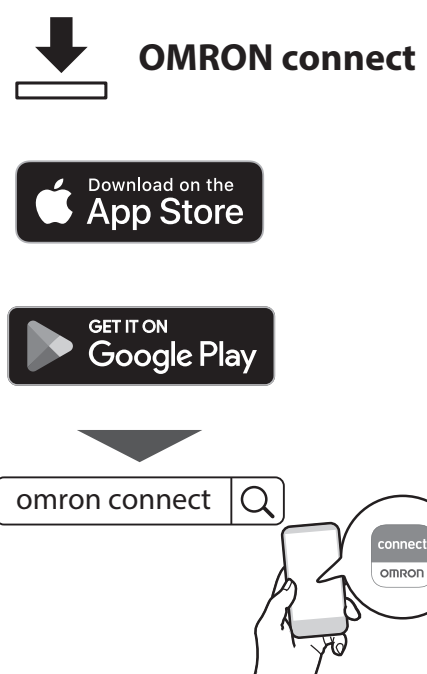 OMRON connect
Download on the
App Store
GET IT ON
Google Play
omron connect
connect
OMRON